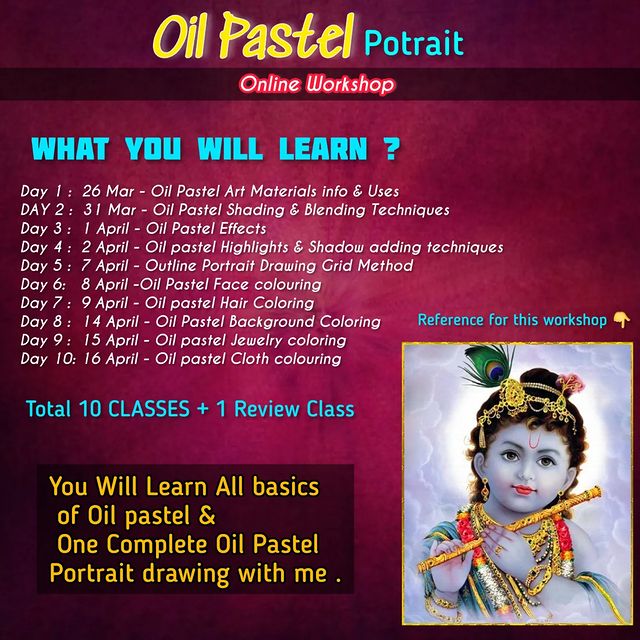 Oil Pastel Potrait
Online Workshop
WHAT YOU WILL LEARN ?
Day 1 : 26 Mar - Oil Pastel Art Materials info & Uses
DAY 2 : 31 Mar - Oil Pastel Shading & Blending Techniques
Day 3 : 1 April - Oil Pastel Effects
Day 4 : 2 April - Oil pastel Highlights & Shadow adding techniques
Day 5 : 7 April - Outline Portrait Drawing Grid Method
Day 6: 8 April -Oil Pastel Face colouring
Day 7 : 9 April - Oil pastel Hair Coloring
Day 8 : 14 April - Oil Pastel Background Coloring
Day 9 : 15 April - Oil pastel Jewelry coloring
Day 10: 16 April - Oil pastel Cloth colouring
Reference for this workshop 👇
Total 10 CLASSES + 1 Review Class
You Will Learn All basics
of Oil pastel &
One Complete Oil Pastel
Portrait drawing with me .